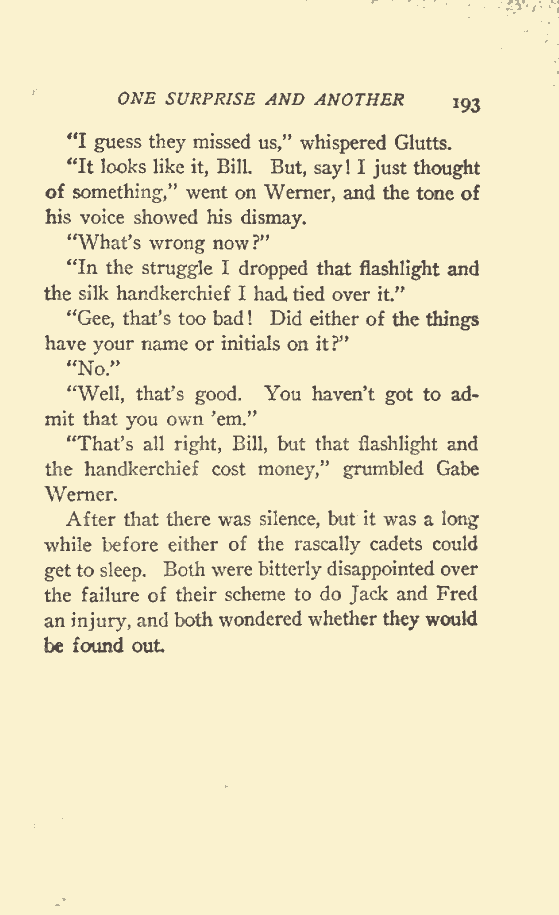 ONE SURPRISE AND ANOTHER 193
“I guess they missed us,” whispered Glutts.
“It looks like it, Bill. But, say! I just thought
of something,” went on Werner, and the tone of
his voice showed his dismay.
“What’s wrong now?”
“In the struggle I dropped that flashlight and
the silk handkerchief I had tied over it.”
“Gee, that’s too bad! Did either of the things
have your name or initials on it?”
“No.”
“Well, that’s good. You haven’t got to ad-
mit that you own ’em.”
“That’s all right, Bill, but that flashlight and
the handkerchief cost money,” grumbled Gabe
Werner.
After that there was silence, but it was a long
while before either of the rascally cadets could
get to sleep. Both were bitterly disappointed over
the failure of their scheme to do Jack and Fred
an injury, and both wondered whether they would
be found out.